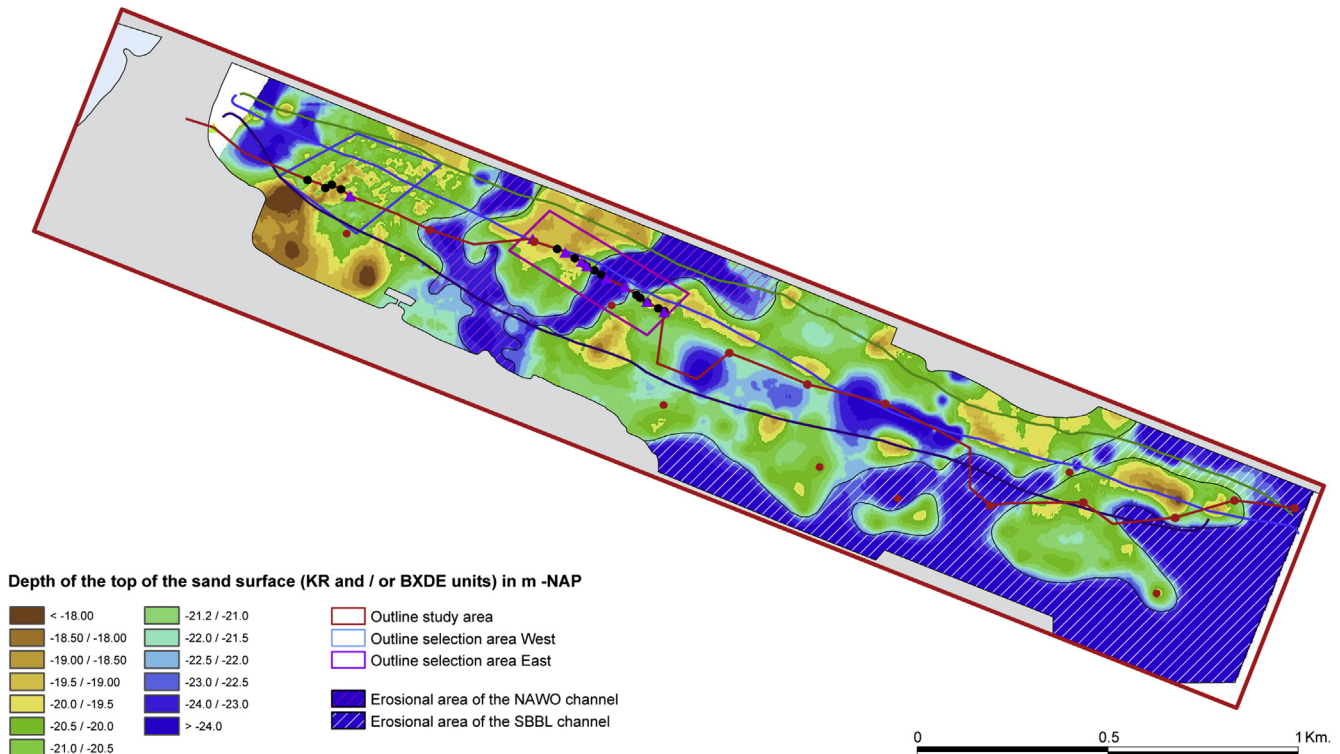 Depth of the top of the sand surface (KR and / or BXDE units) in m -NAP
< -18.00
-18.50 / -18.00
-19.00 / -18.50
-19.5 / -19.00
-20.0 / -19.5
-20.5 / -20.0
-21.0 / -20.5
-21.2 / -21.0
-22.0 / -21.5
-22.5 / -22.0
-23.0 / -22.5
-24.0 / -23.0
> -24.0
Outline study area
Outline selection area West
Outline selection area East
Erosional area of the NAWO channel
Erosional area of the SBBL channel
0 0.5 1 Km.